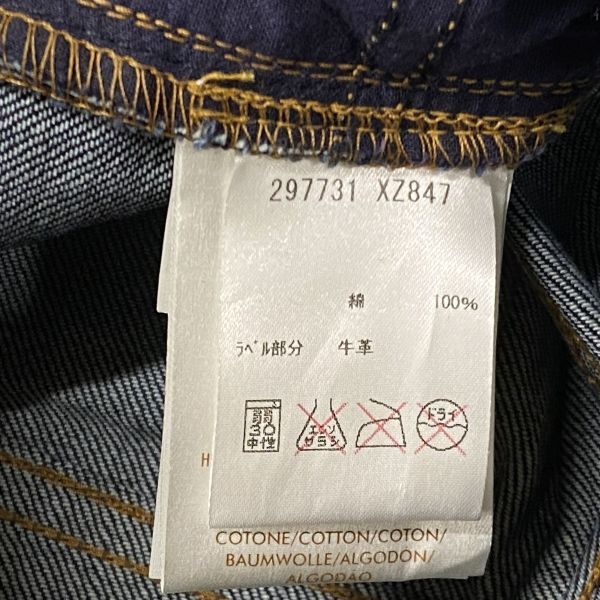 297731 XZ847
綿 100%
ラベル部分 牛革
弱 30 中性 エンソ サラシ ドライ
H
COTONE/COTTON/COTON/
BAUMWOLLE/ALGODÓN/
ALGODAO